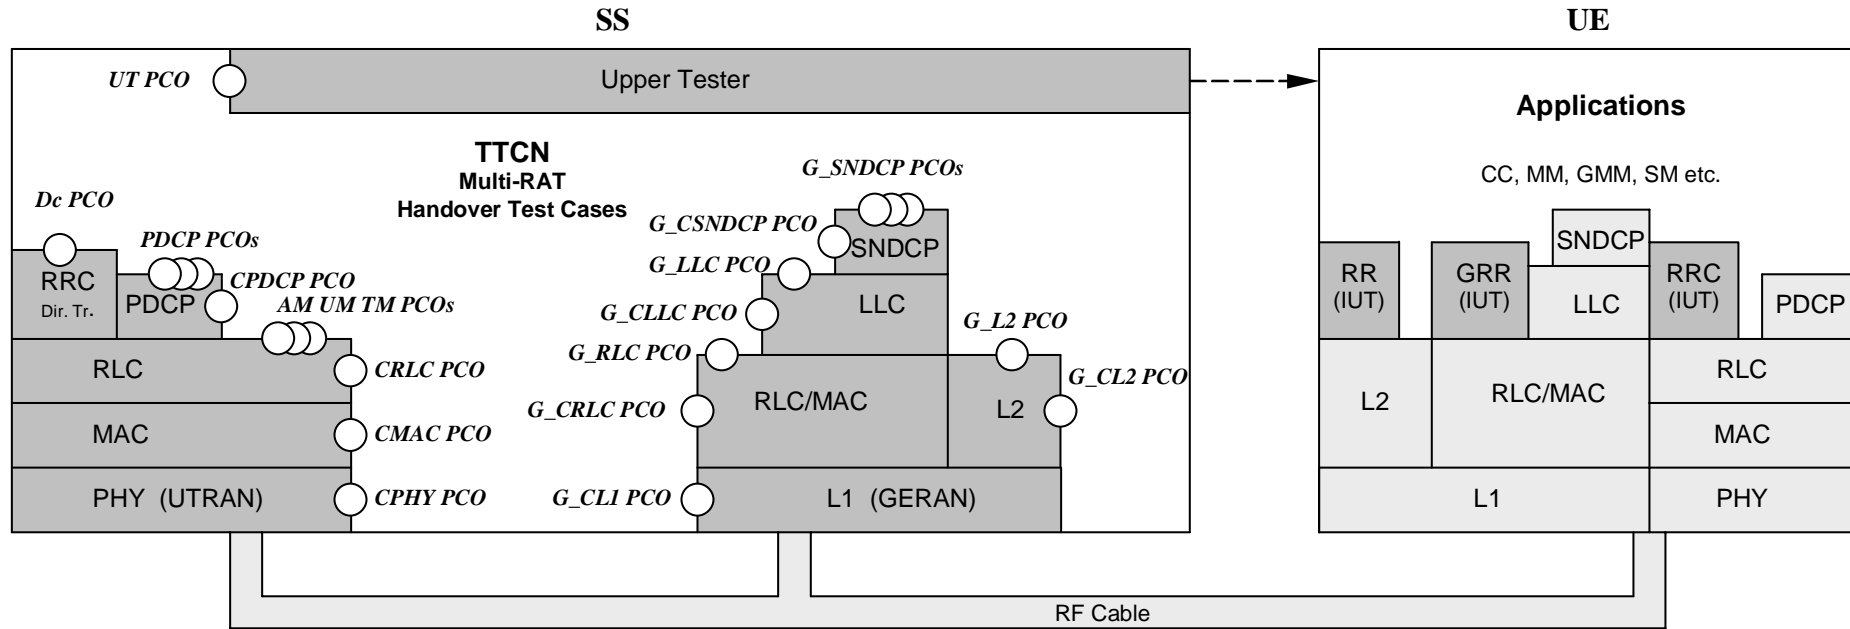 SS
UE
UT PCO
Upper Tester
Applications
TTCN
Multi-RAT
Handover Test Cases
CC, MM, GMM, SM etc.
Dc PCO
PDCP PCOs
CPDCP PCO
AM UM TM PCOs
RRC
Dir. Tr.
PDCP
RLC
CRLC PCO
MAC
CMAC PCO
PHY (UTRAN)
CPHY PCO
G_SNDCP PCOs
G_CSNDCP PCO
SNDCP
G_LLC PCO
G_CLLC PCO
LLC
G_L2 PCO
G_RLC PCO
G_CL2 PCO
G_CRLC PCO
RLC/MAC
L2
G_CL1 PCO
L1 (GERAN)
SNDCP
RR
(IUT)
GRR
(IUT)
LLC
RRC
(IUT)
PDCP
L2
RLC/MAC
RLC
MAC
L1
PHY
RF Cable